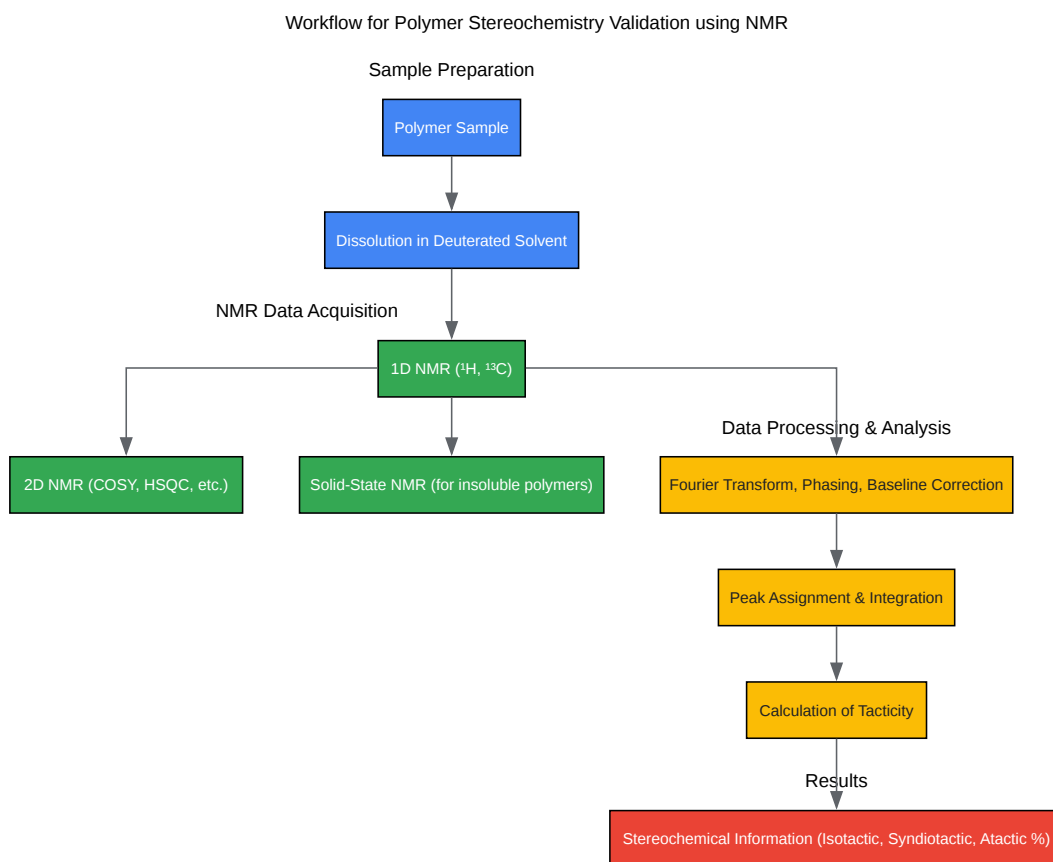 Workflow for Polymer Stereochemistry Validation using NMR
Sample Preparation
Polymer Sample
Dissolution in Deuterated Solvent
NMR Data Acquisition
1D NMR (¹H, ¹³C)
Data Processing & Analysis
2D NMR (COSY, HSQC, etc.)
Solid-State NMR (for insoluble polymers)
Fourier Transform, Phasing, Baseline Correction
Peak Assignment & Integration
Calculation of Tacticity
Results
Stereochemical Information (Isotactic, Syndiotactic, Atactic %)